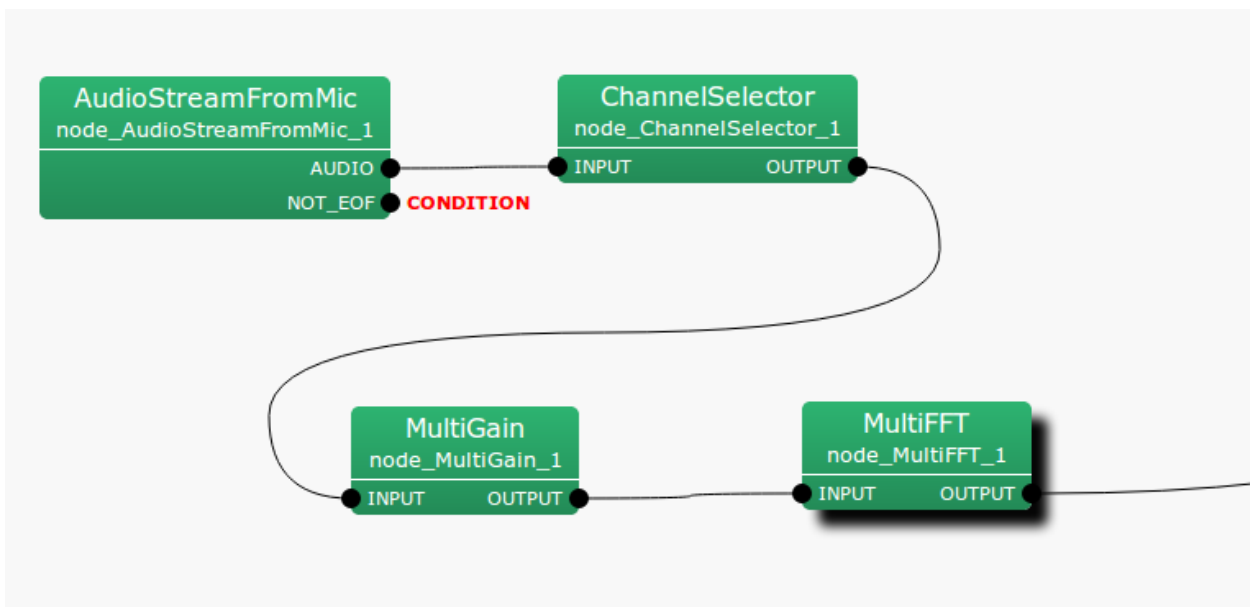 AudioStreamFromMic
node_AudioStreamFromMic_1
AUDIO
NOT_EOF CONDITION
ChannelSelector
node_ChannelSelector_1
INPUT OUTPUT
MultiGain
node_MultiGain_1
INPUT OUTPUT
MultiFFT
node_MultiFFT_1
INPUT OUTPUT